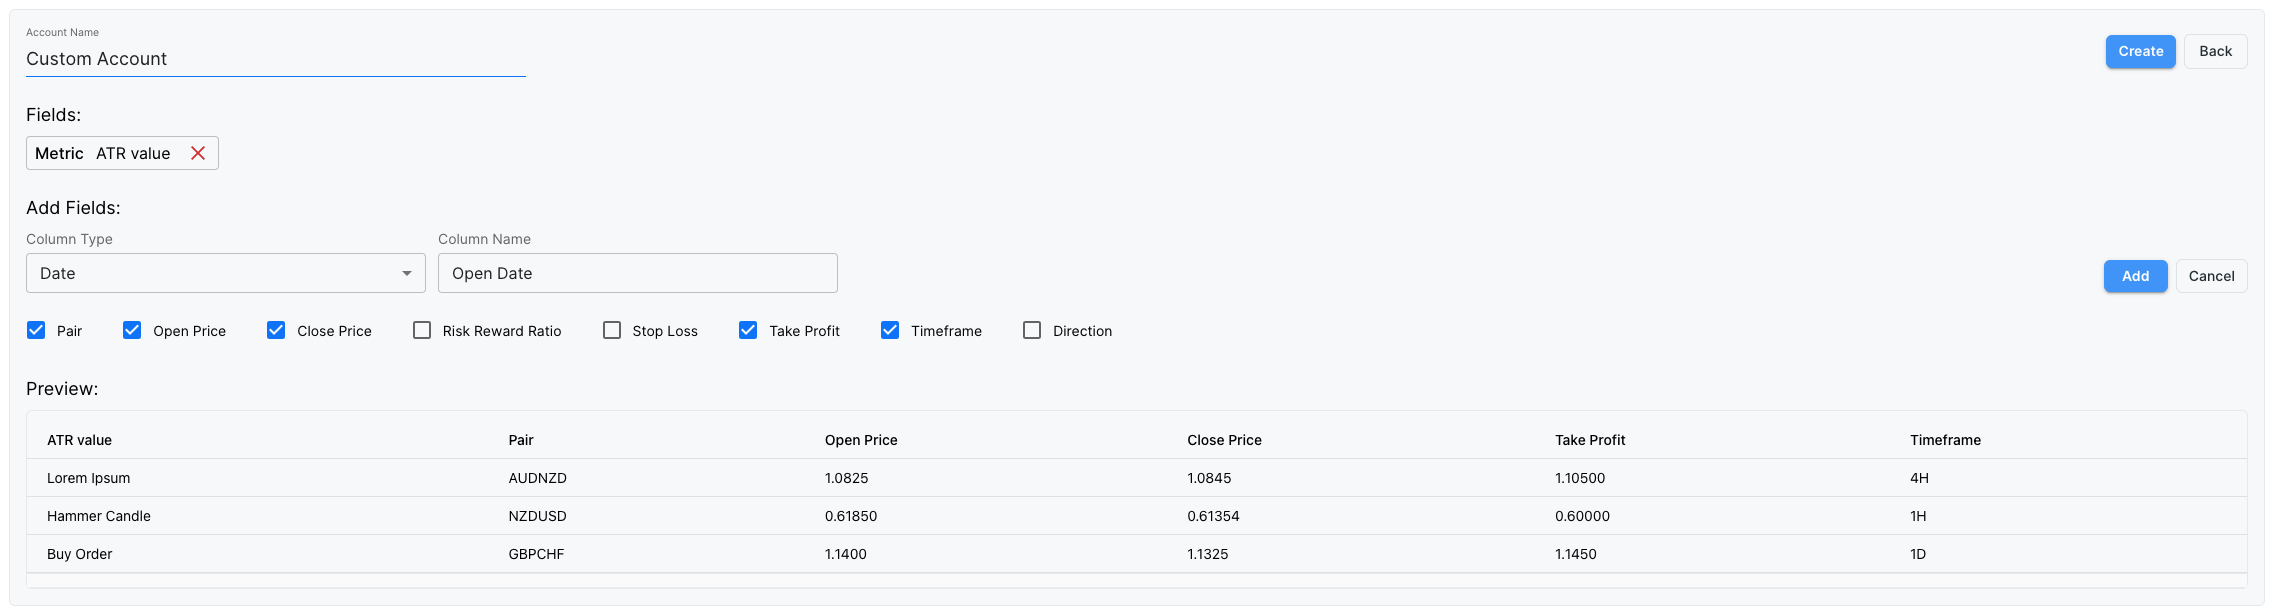 Account Name
Custom Account
Create Back
Fields:
Metric ATR value
Add Fields:
Column Type Column Name
Date Open Date
Add Cancel
Pair Open Price Close Price Risk Reward Ratio Stop Loss Take Profit Timeframe Direction
Preview:
ATR value Pair Open Price Close Price Take Profit Timeframe
Lorem Ipsum AUDNZD 1.0825 1.0845 1.10500 4H
Hammer Candle NZDUSD 0.61850 0.61354 0.60000 1H
Buy Order GBPCHF 1.1400 1.1325 1.1450 1D